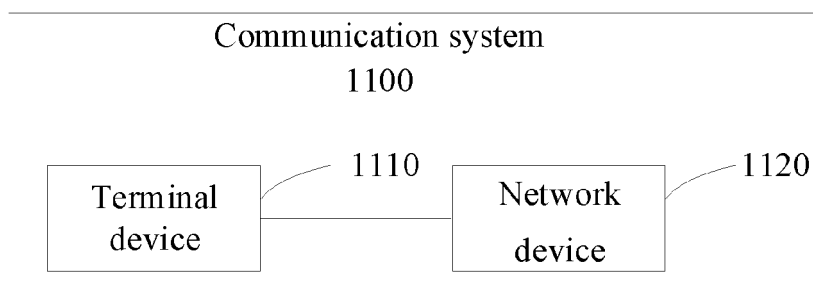 Communication system
1100
1110
1120
Terminal
device
Network
device